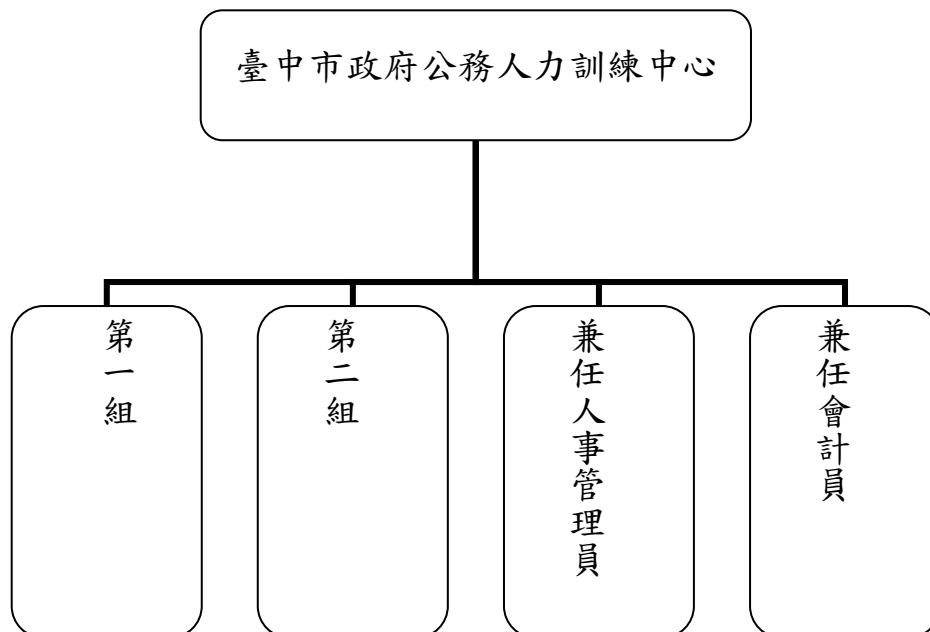 臺中市政府公務人力訓練中心
第一組
第二組
兼任人事管理員
兼任會計員